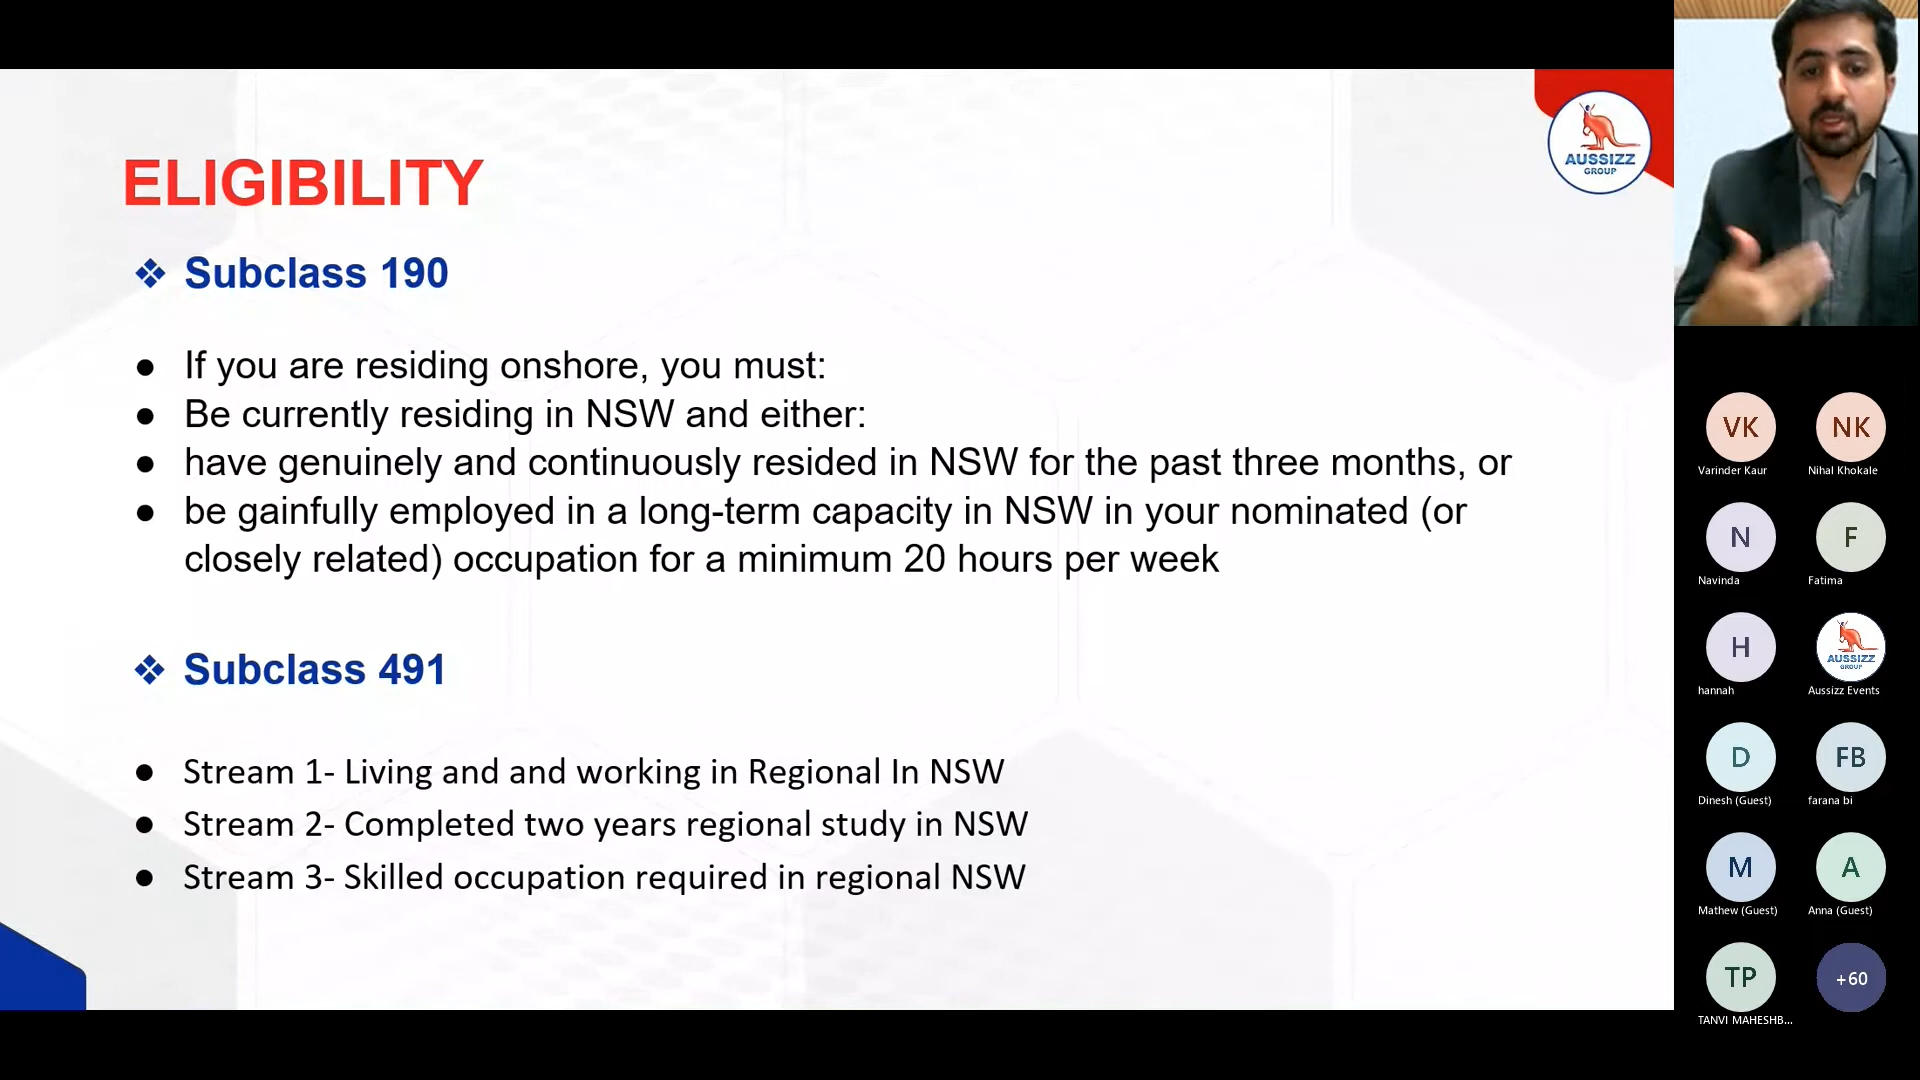 AUSSIZZ
GROUP
ELIGIBILITY
❖ Subclass 190
● If you are residing onshore, you must:
● Be currently residing in NSW and either:
● have genuinely and continuously resided in NSW for the past three months, or
● be gainfully employed in a long-term capacity in NSW in your nominated (or
closely related) occupation for a minimum 20 hours per week
❖ Subclass 491
● Stream 1- Living and and working in Regional In NSW
● Stream 2- Completed two years regional study in NSW
● Stream 3- Skilled occupation required in regional NSW
VK
NK
Varinder Kaur
Nihal Khokale
N
F
Navinda
Fatima
H
AUSSIZZ
GROUP
hannah
Aussizz Events
D
FB
Dinesh (Guest)
farana bi
M
A
Mathew (Guest)
Anna (Guest)
TP
+60
TANVI MAHESHB...